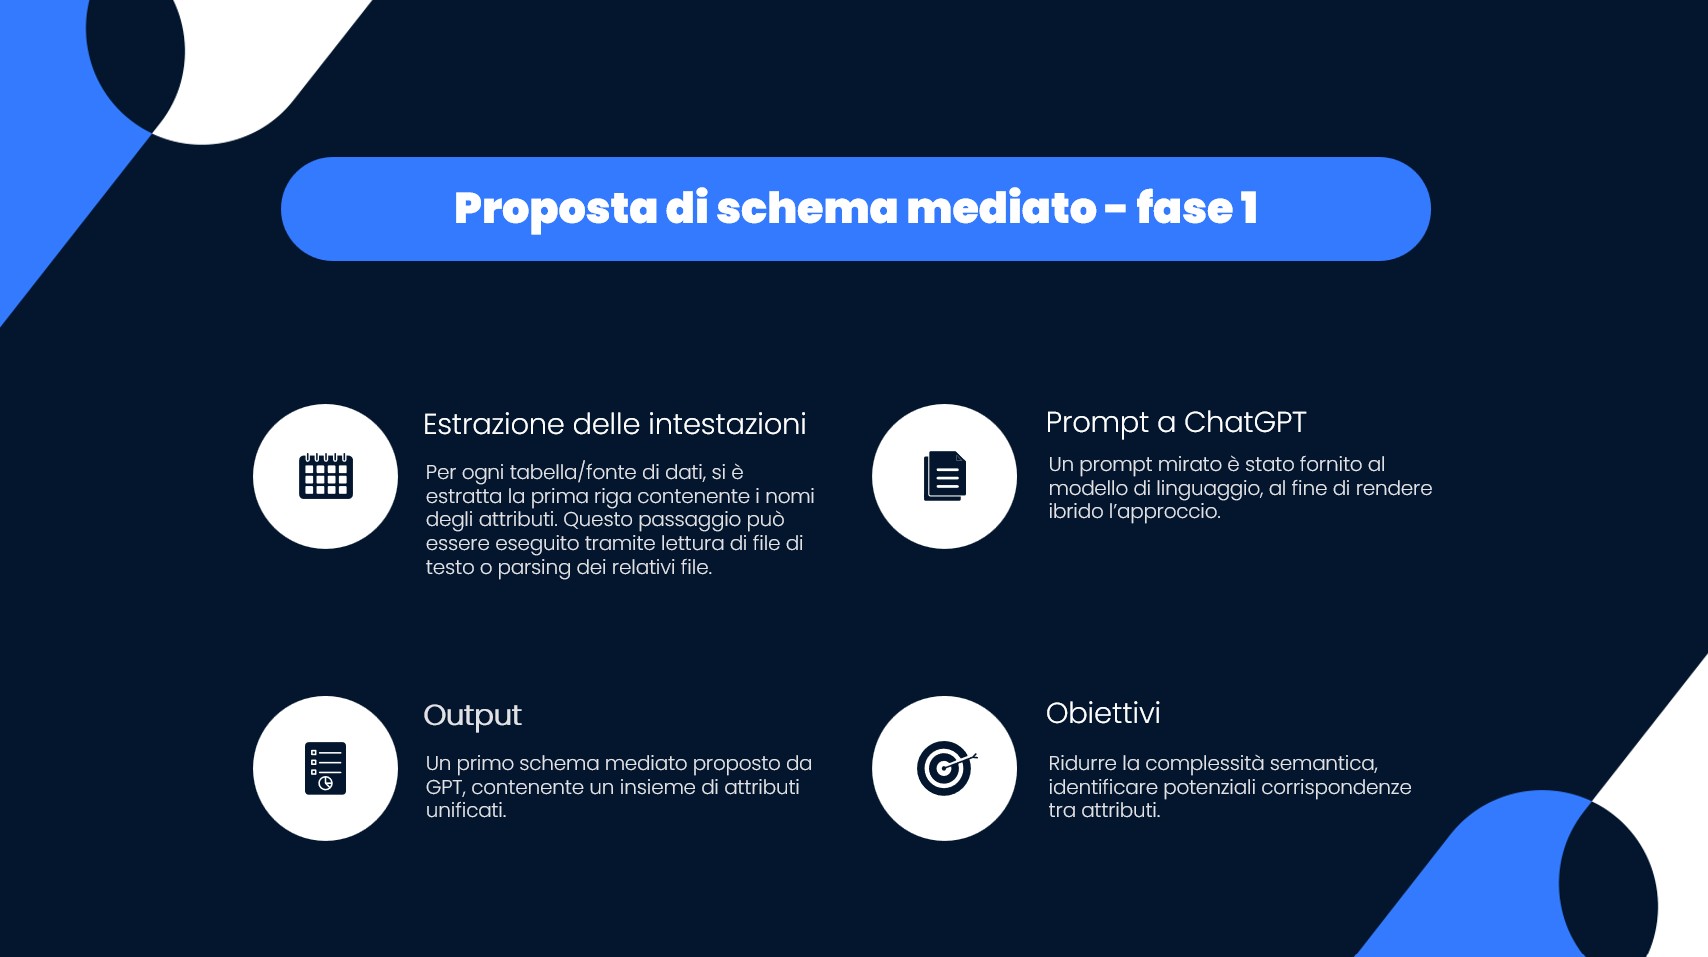 Proposta di schema mediato – fase 1
Estrazione delle intestazioni
Per ogni tabella/fonte di dati, si è
estratta la prima riga contenente i nomi
degli attributi. Questo passaggio può
essere eseguito tramite lettura di file di
testo o parsing dei relativi file.
Prompt a ChatGPT
Un prompt mirato è stato fornito al
modello di linguaggio, al fine di rendere
ibrido l’approccio.
Output
Un primo schema mediato proposto da
GPT, contenente un insieme di attributi
unificati.
Obiettivi
Ridurre la complessità semantica,
identificare potenziali corrispondenze
tra attributi.